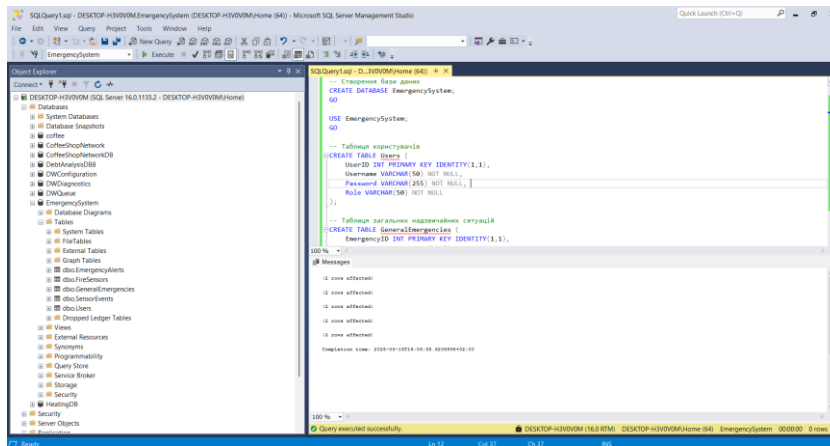 SQLQuery1.sql - DESKTOP-H3V0V0M.EmergencySystem (DESKTOP-H3V0V0M\Home (64)) - Microsoft SQL Server Management Studio
Quick Launch (Ctrl+Q)
File Edit View Query Project Tools Window Help
New Query
EmergencySystem
Execute
Object Explorer
SQLQuery1.sql - D...3V0V0M\Home (64))
Connect
DESKTOP-H3V0V0M (SQL Server 16.0.1135.2 - DESKTOP-H3V0V0M\Home)
Databases
System Databases
Database Snapshots
coffee
CoffeeShopNetwork
CoffeeShopNetworkDB
DebtAnalysisDBB
DWConfiguration
DWDiagnostics
DWQueue
EmergencySystem
Database Diagrams
Tables
System Tables
FileTables
External Tables
Graph Tables
dbo.EmergencyAlerts
dbo.FireSensors
dbo.GeneralEmergencies
dbo.SensorEvents
dbo.Users
Dropped Ledger Tables
Views
External Resources
Synonyms
Programmability
Query Store
Service Broker
Storage
Security
HeatingDB
Security
Server Objects
-- Створення бази даних
CREATE DATABASE EmergencySystem;
GO
USE EmergencySystem;
GO
-- Таблиця користувачів
CREATE TABLE Users (
UserID INT PRIMARY KEY IDENTITY(1,1),
Username VARCHAR(50) NOT NULL,
Password VARCHAR(255) NOT NULL,
Role VARCHAR(50) NOT NULL
);
-- Таблиця загальних надзвичайних ситуацій
CREATE TABLE GeneralEmergencies (
EmergencyID INT PRIMARY KEY IDENTITY(1,1),
100 %
Messages
rows affected)
rows affected)
rows affected)
rows affected)
rows affected)
Completion time:
100 %
Query executed successfully.
DESKTOP-H3V0V0M (16.0 RTM) DESKTOP-H3V0V0M\Home (64) EmergencySystem 00:00:00 0 rows
Ready
Ln 12 Col 37 Ch 37 INS